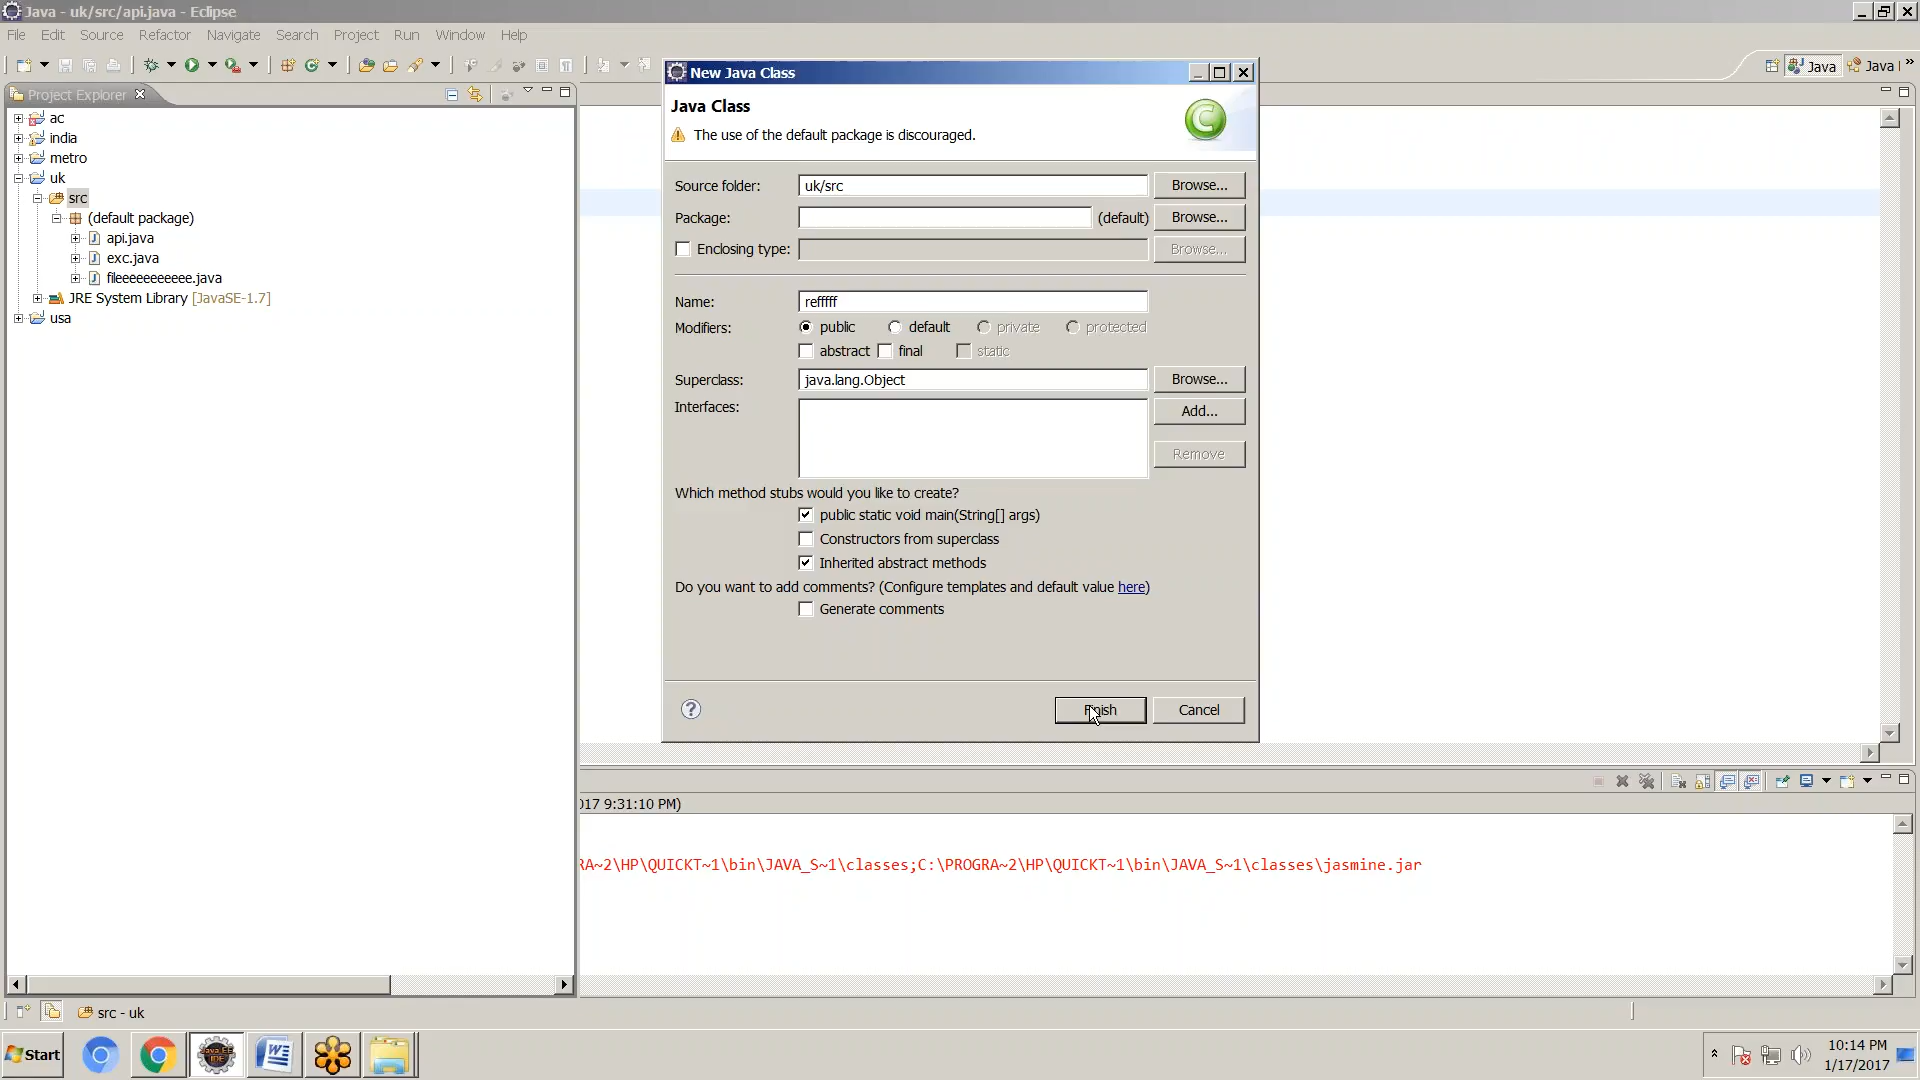 Java - uk/src/api.java - Eclipse
File Edit Source Refactor Navigate Search Project Run Window Help
Java
Java
Project Explorer
ac
india
metro
uk
src
(default package)
api.java
exc.java
fileeeeeeeeeee.java
JRE System Library [JavaSE-1.7]
usa
New Java Class
Java Class
The use of the default package is discouraged.
Source folder: uk/src Browse...
Package: (default) Browse...
Enclosing type: Browse...
Name: refffff
Modifiers: public default private protected
abstract final static
Superclass: java.lang.Object Browse...
Interfaces: Add...
Remove
Which method stubs would you like to create?
public static void main(String[] args)
Constructors from superclass
Inherited abstract methods
Do you want to add comments? (Configure templates and default value here)
Generate comments
Finish Cancel
017 9:31:10 PM)
RA~2\HP\QUICKT~1\bin\JAVA_S~1\classes;C:\PROGRA~2\HP\QUICKT~1\bin\JAVA_S~1\classes\jasmine.jar
src - uk
Start
Java EE
IDE
10:14 PM
1/17/2017